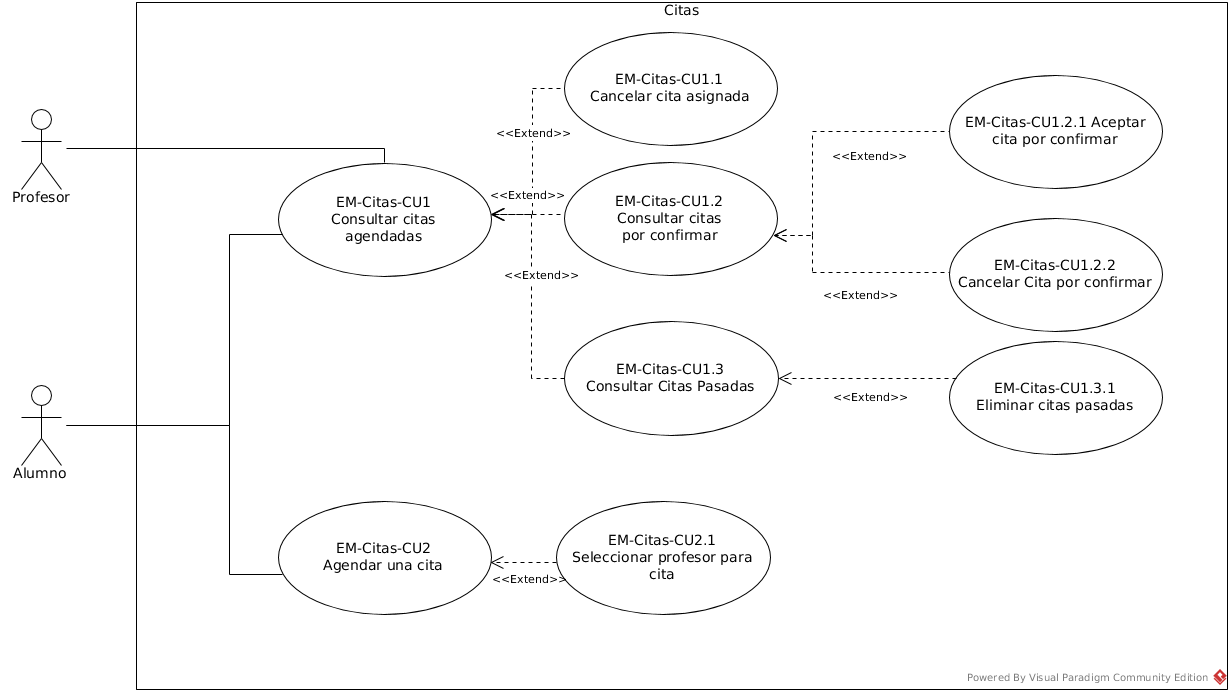 Citas
EM-Citas-CU1.1
Cancelar cita asignada
<<Extend>>
Profesor
EM-Citas-CU1
Consultar citas
agendadas
<<Extend>>
EM-Citas-CU1.2
Consultar citas
por confirmar
<<Extend>>
EM-Citas-CU1.2.1 Aceptar
cita por confirmar
<<Extend>>
EM-Citas-CU1.2.2
Cancelar Cita por confirmar
<<Extend>>
EM-Citas-CU1.3
Consultar Citas Pasadas
EM-Citas-CU1.3.1
Eliminar citas pasadas
<<Extend>>
Alumno
EM-Citas-CU2
Agendar una cita
EM-Citas-CU2.1
Seleccionar profesor para
cita
<<Extend>>
Powered By Visual Paradigm Community Edition